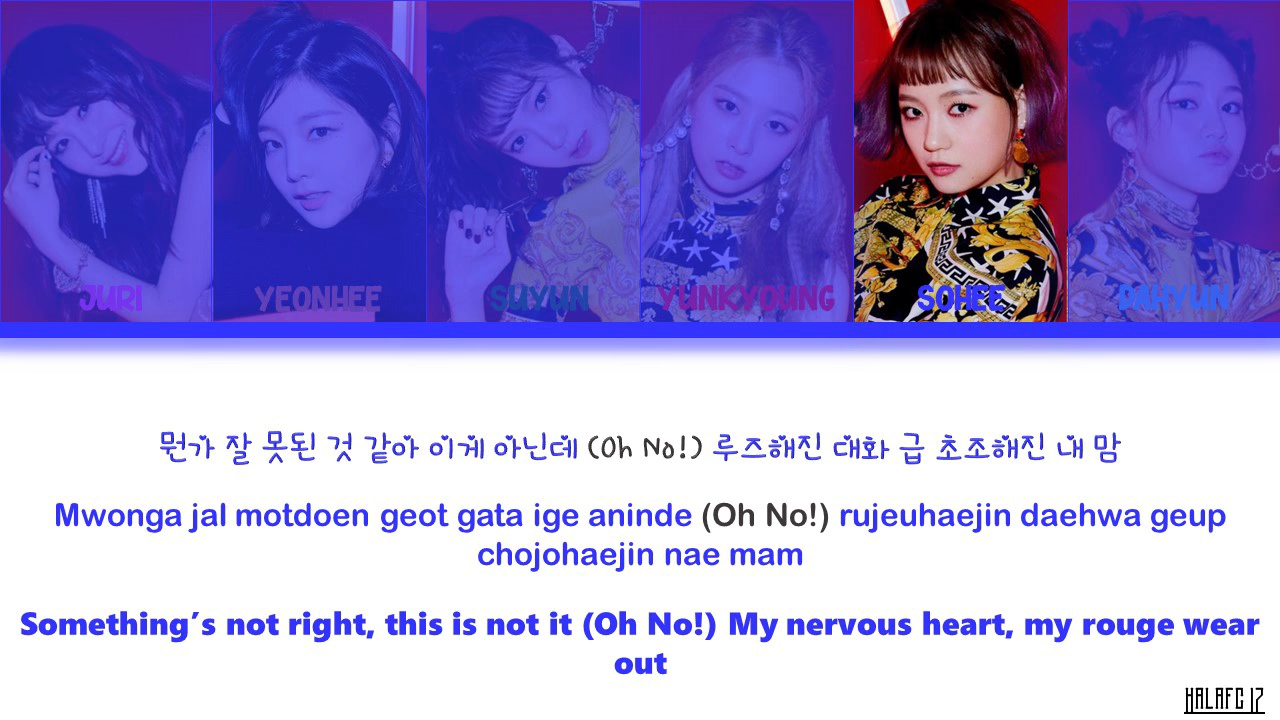 JURI YEONHEE SUYUN YUNKYOUNG SOHEE DAHYUN
뭔가 잘 못된 것 같아 이게 아닌데 (Oh No!) 루즈해진 대화 급 초조해진 내 맘
Mwonga jal motdoen geot gata ige aninde (Oh No!) rujeuhaejin daehwa geup
chojohaejin nae mam
Something´s not right, this is not it (Oh No!) My nervous heart, my rouge wear
out
HALAFC 17